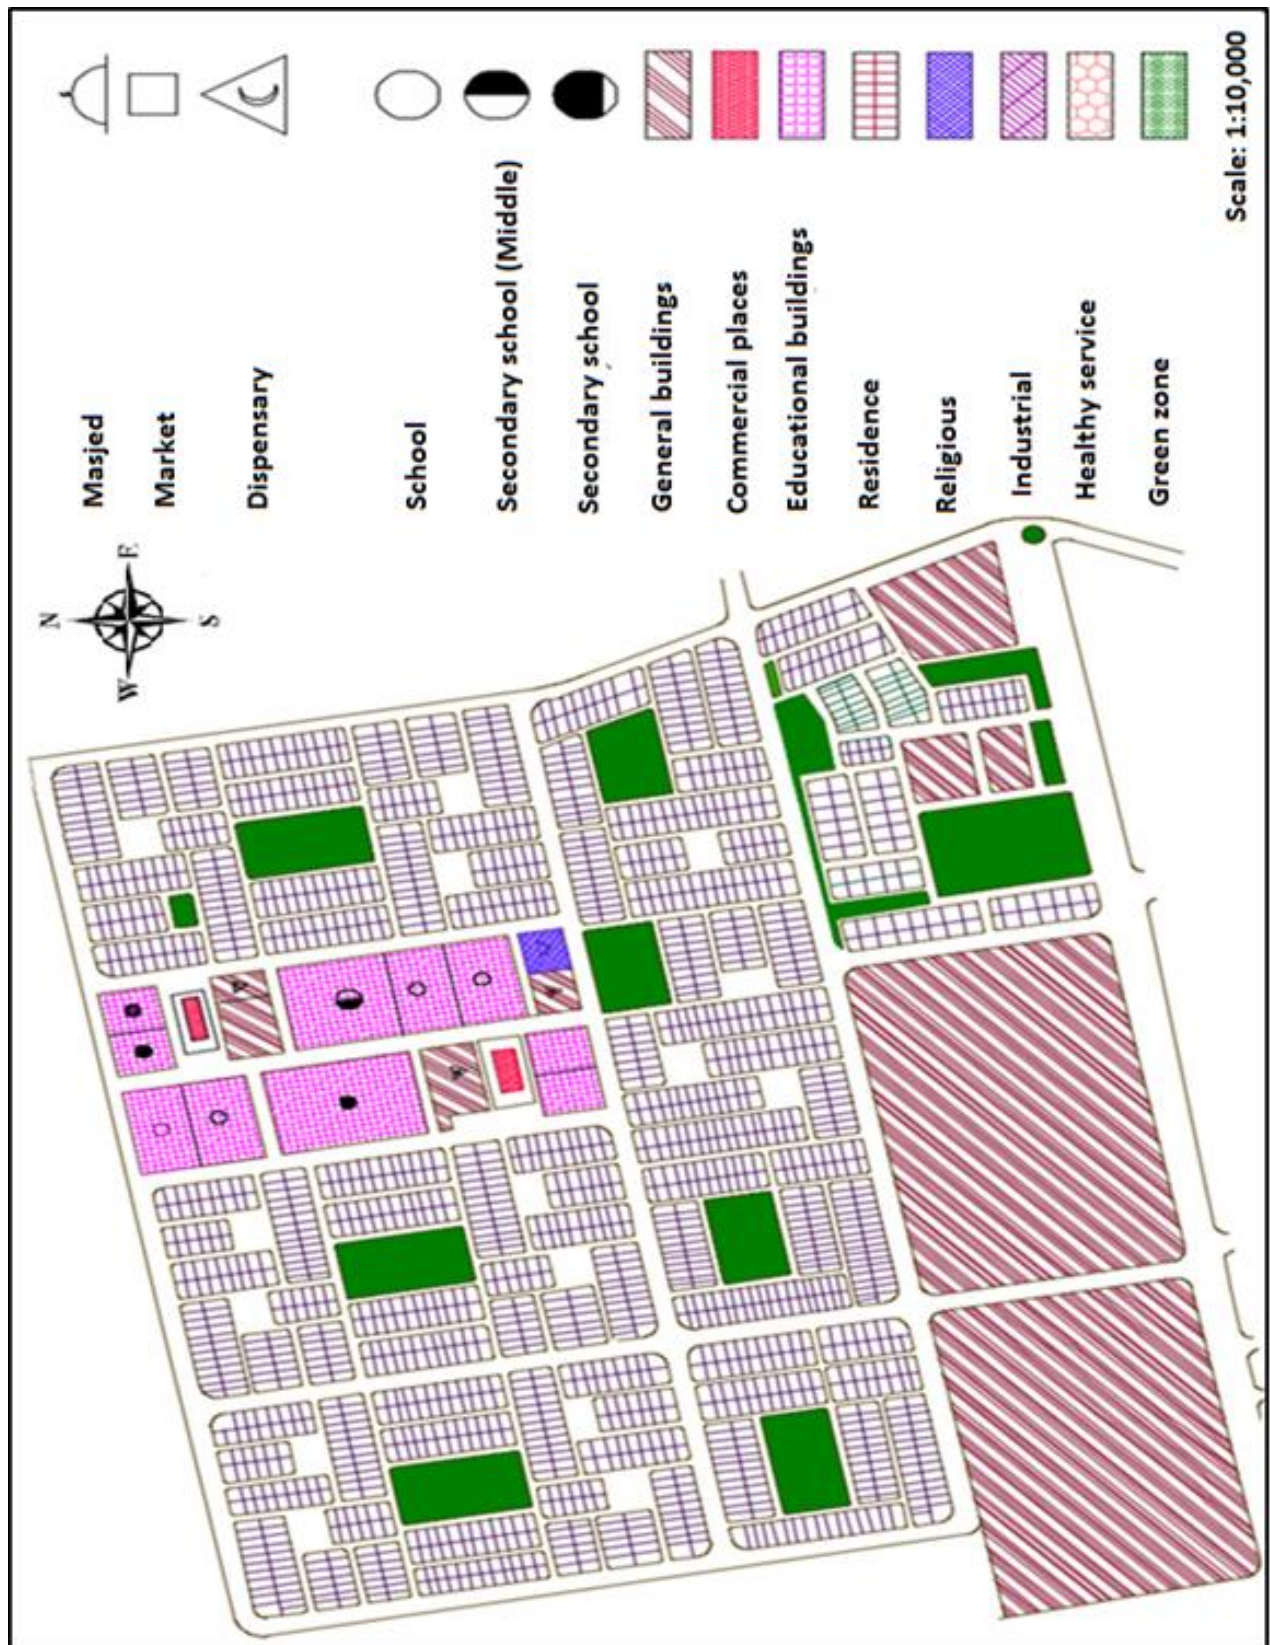 N
E
W
S
Masjed
Market
Dispensary
School
Secondary school (Middle)
Secondary school
General buildings
Commercial places
Educational buildings
Residence
Religious
Industrial
Healthy service
Green zone
Scale: 1:10,000